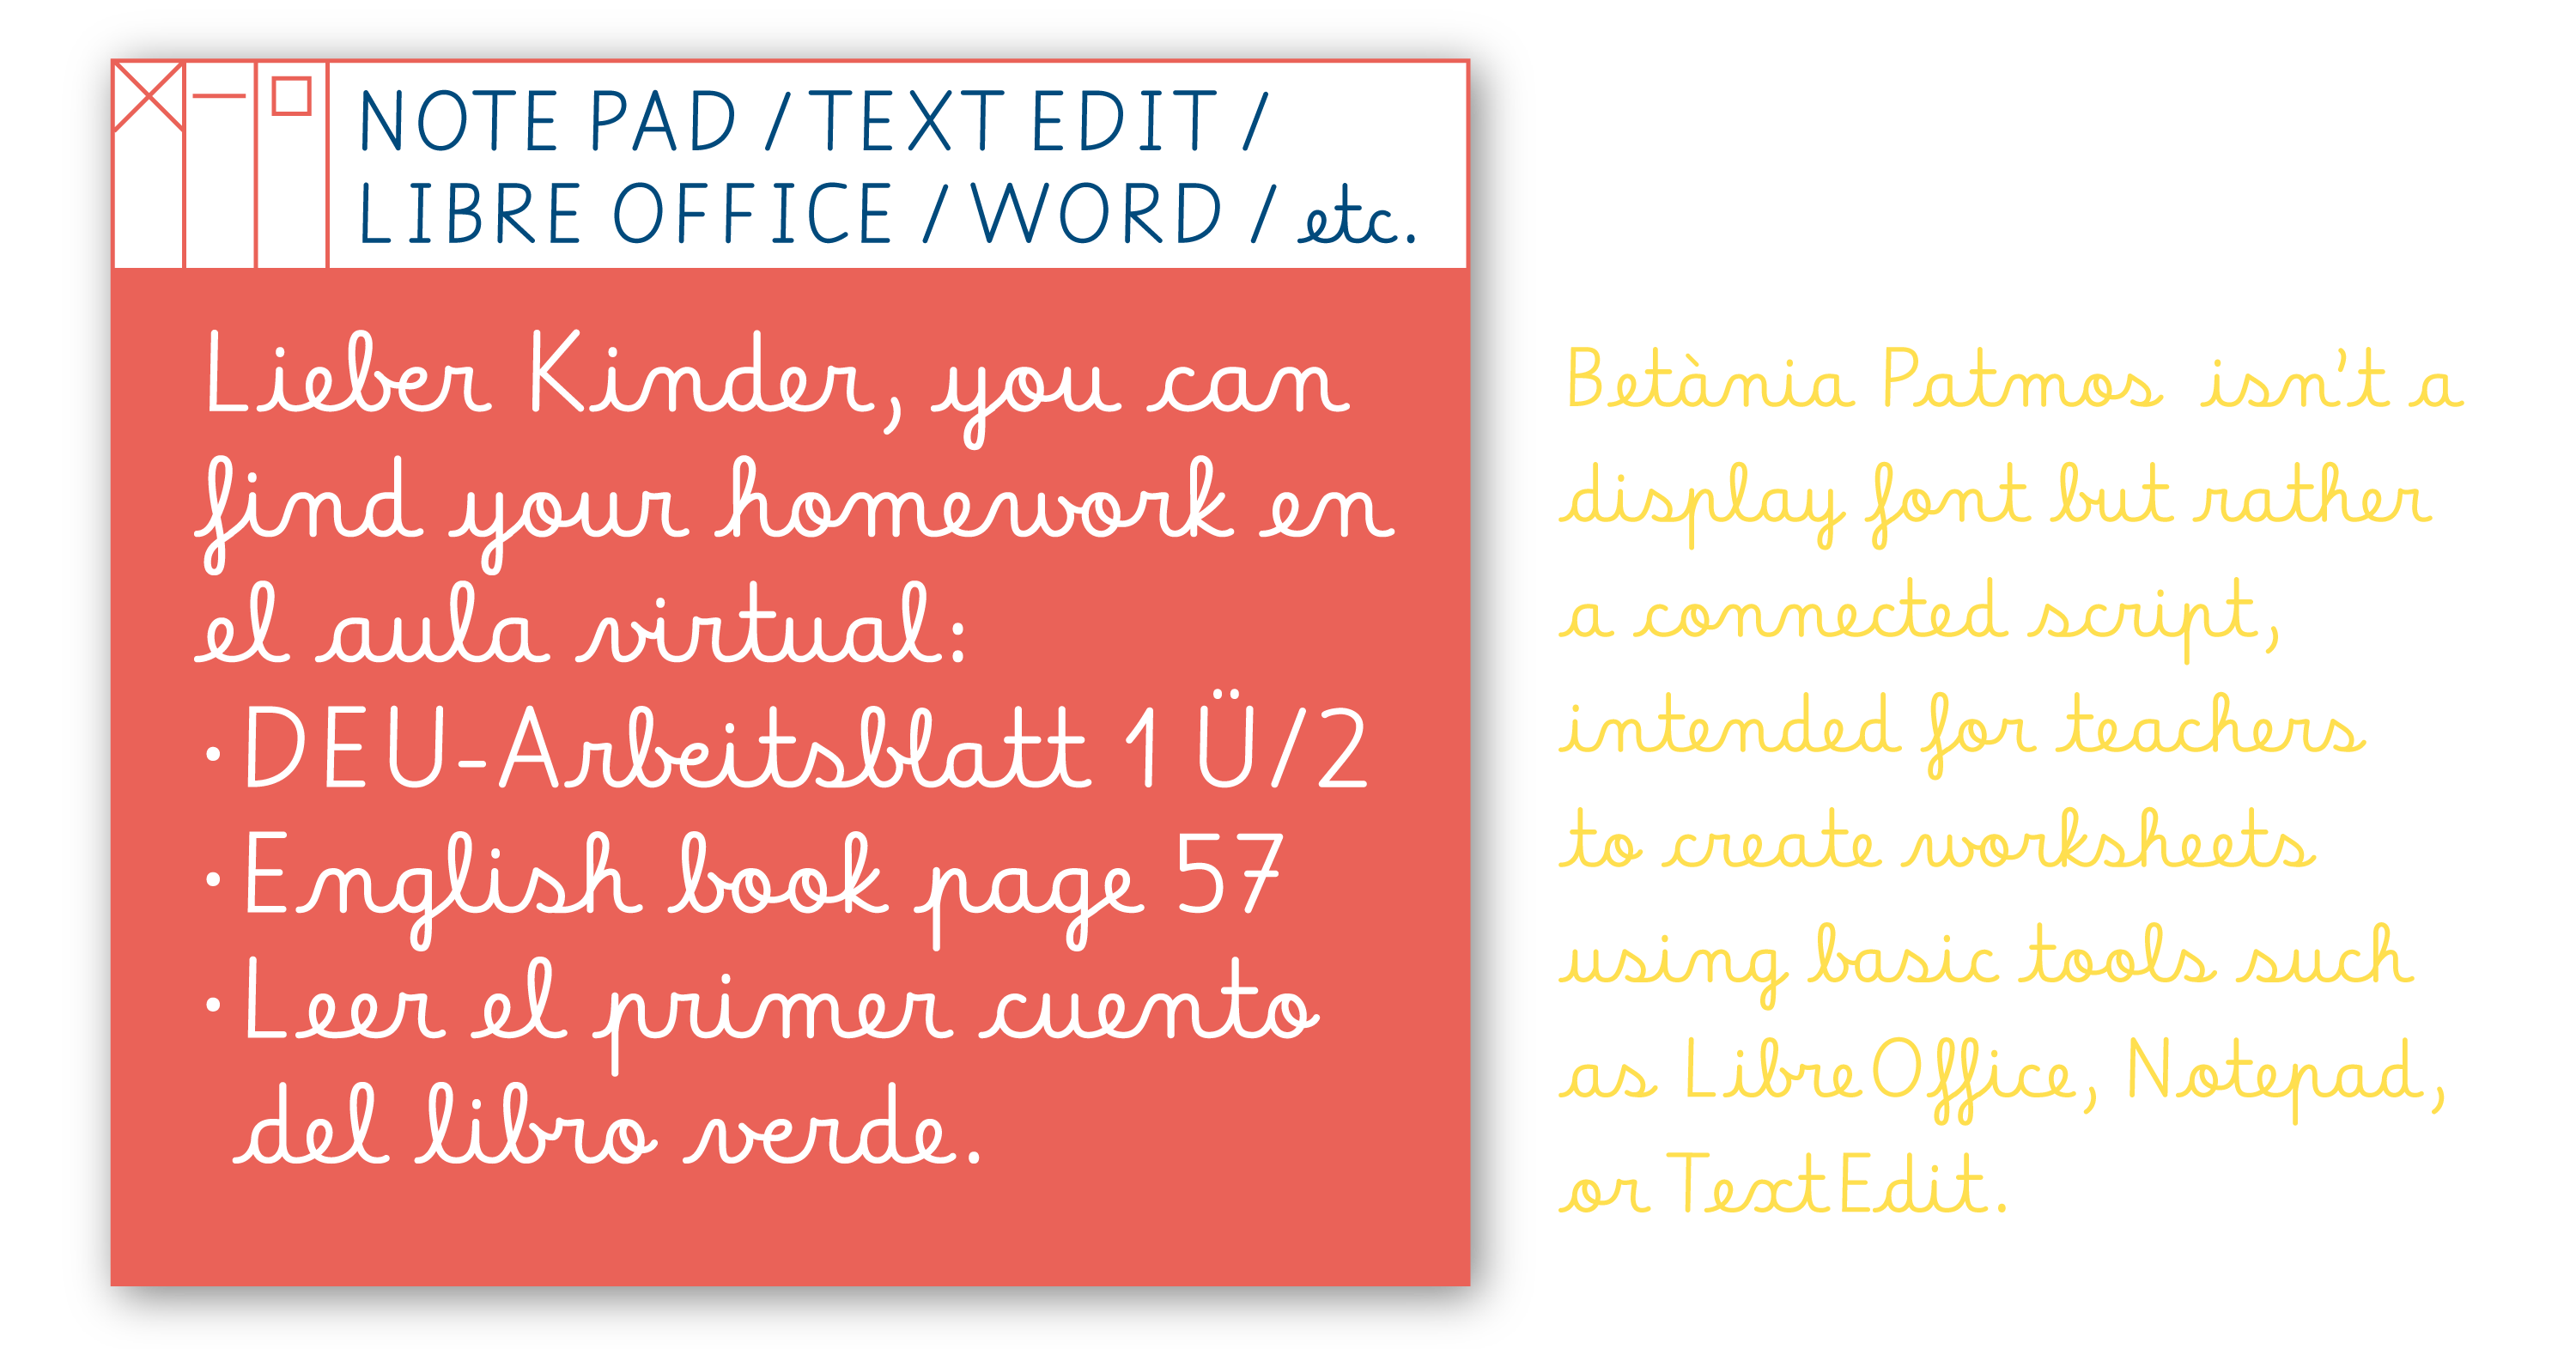 NOTE PAD / TEXT EDIT /
LIBRE OFFICE / WORD / etc.
Lieber Kinder, you can
find your homework en
el aula virtual:
· DEU-Arbeitsblatt 1 Ü/2
· English book page 57
· Leer el primer cuento
del libro verde.
Betània Patmos isn't a
display font but rather
a connected script,
intended for teachers
to create worksheets
using basic tools such
as LibreOffice, Notepad,
or TextEdit.